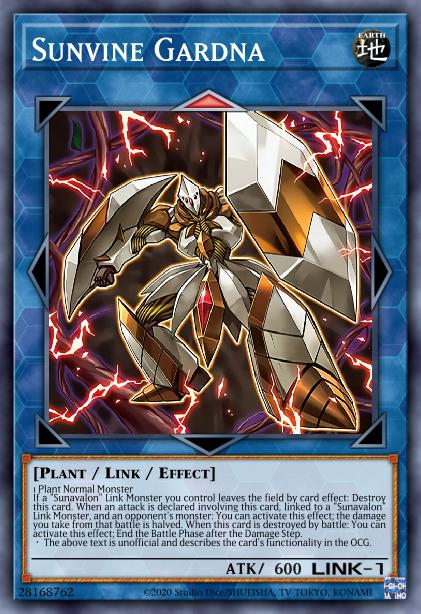 SUNVINE GARDNA
EARTH
地
[PLANT / LINK / EFFECT]
1 Plant Normal Monster
If a "Sunavalon" Link Monster you control leaves the field by card effect: Destroy
this card. When an attack is declared involving this card, linked to a "Sunavalon"
Link Monster, and an opponent's monster: You can activate this effect; the damage
you take from that battle is halved. When this card is destroyed by battle: You can
activate this effect; End the Battle Phase after the Damage Step.
· The above text is unofficial and describes the card's functionality in the OCG.
ATK/ 600 LINK-1
28168762 ©2020 Studio Dice/SHUEISHA, TV TOKYO, KONAMI